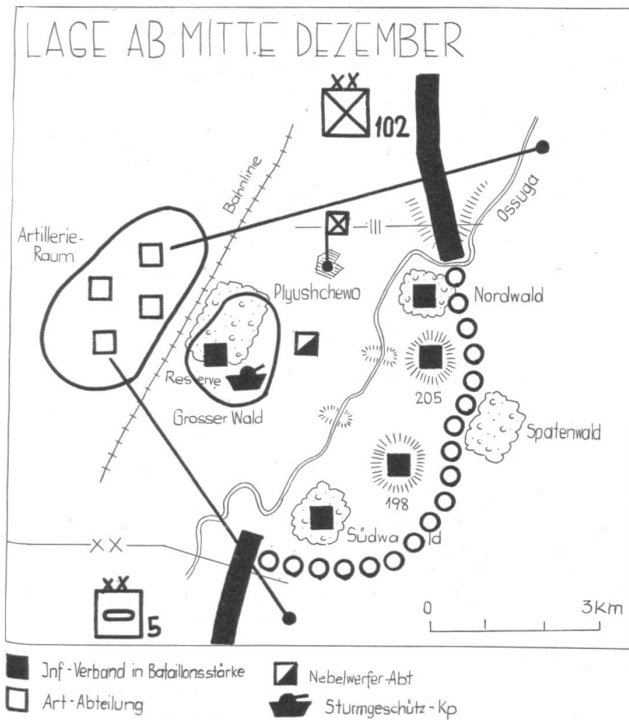 LAGE AB MITTE DEZEMBER
XX
102
Bahnlinie
Ossuga
Artillerie-
Raum
III
Plyushchewo
Nordwald
Reserve
205
Grosser Wald
Spatenwald
198
Südwald
XX
XX
5
0 3Km
Inf-Verband in Bataillonsstärke
Nebelwerfer-Abt
Art-Abteilung
Sturmgeschütz-Kp